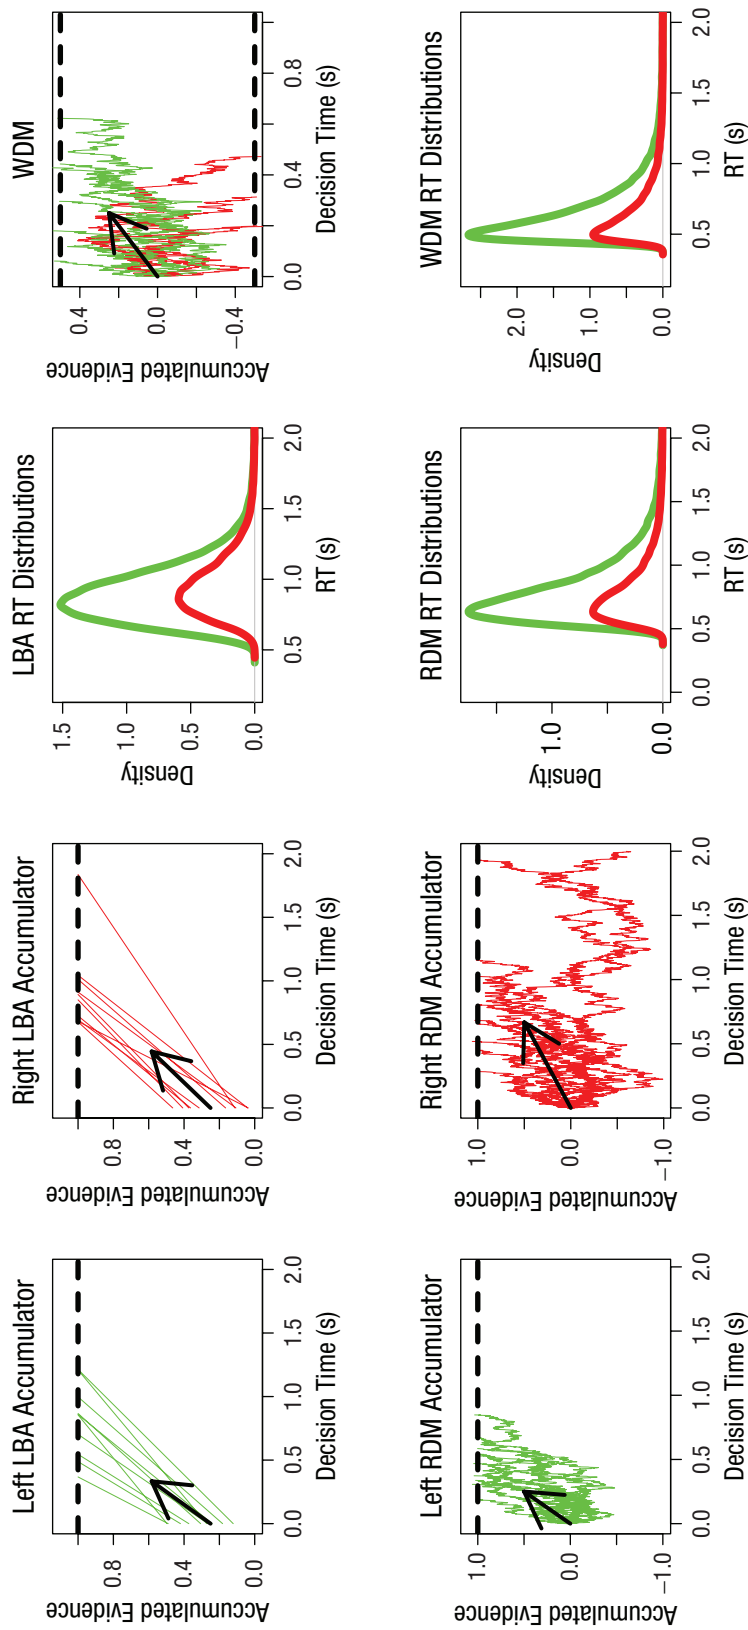 Left LBA Accumulator
Accumulated Evidence
0.8
0.4
0.0
0.0 0.5 1.0 1.5 2.0
Decision Time (s)
Right LBA Accumulator
Accumulated Evidence
0.8
0.4
0.0
0.0 0.5 1.0 1.5 2.0
Decision Time (s)
LBA RT Distributions
Density
1.5
1.0
0.5
0.0
0.5 1.0 1.5 2.0
RT (s)
WDM
Accumulated Evidence
0.4
0.0
−0.4
0.0 0.4 0.8
Decision Time (s)
Left RDM Accumulator
Accumulated Evidence
1.0
0.0
−1.0
0.0 0.5 1.0 1.5 2.0
Decision Time (s)
Right RDM Accumulator
Accumulated Evidence
1.0
0.0
−1.0
0.0 0.5 1.0 1.5 2.0
Decision Time (s)
RDM RT Distributions
Density
1.0
0.0
0.0 0.5 1.0 1.5 2.0
RT (s)
WDM RT Distributions
Density
2.0
1.0
0.0
0.5 1.0 1.5 2.0
RT (s)